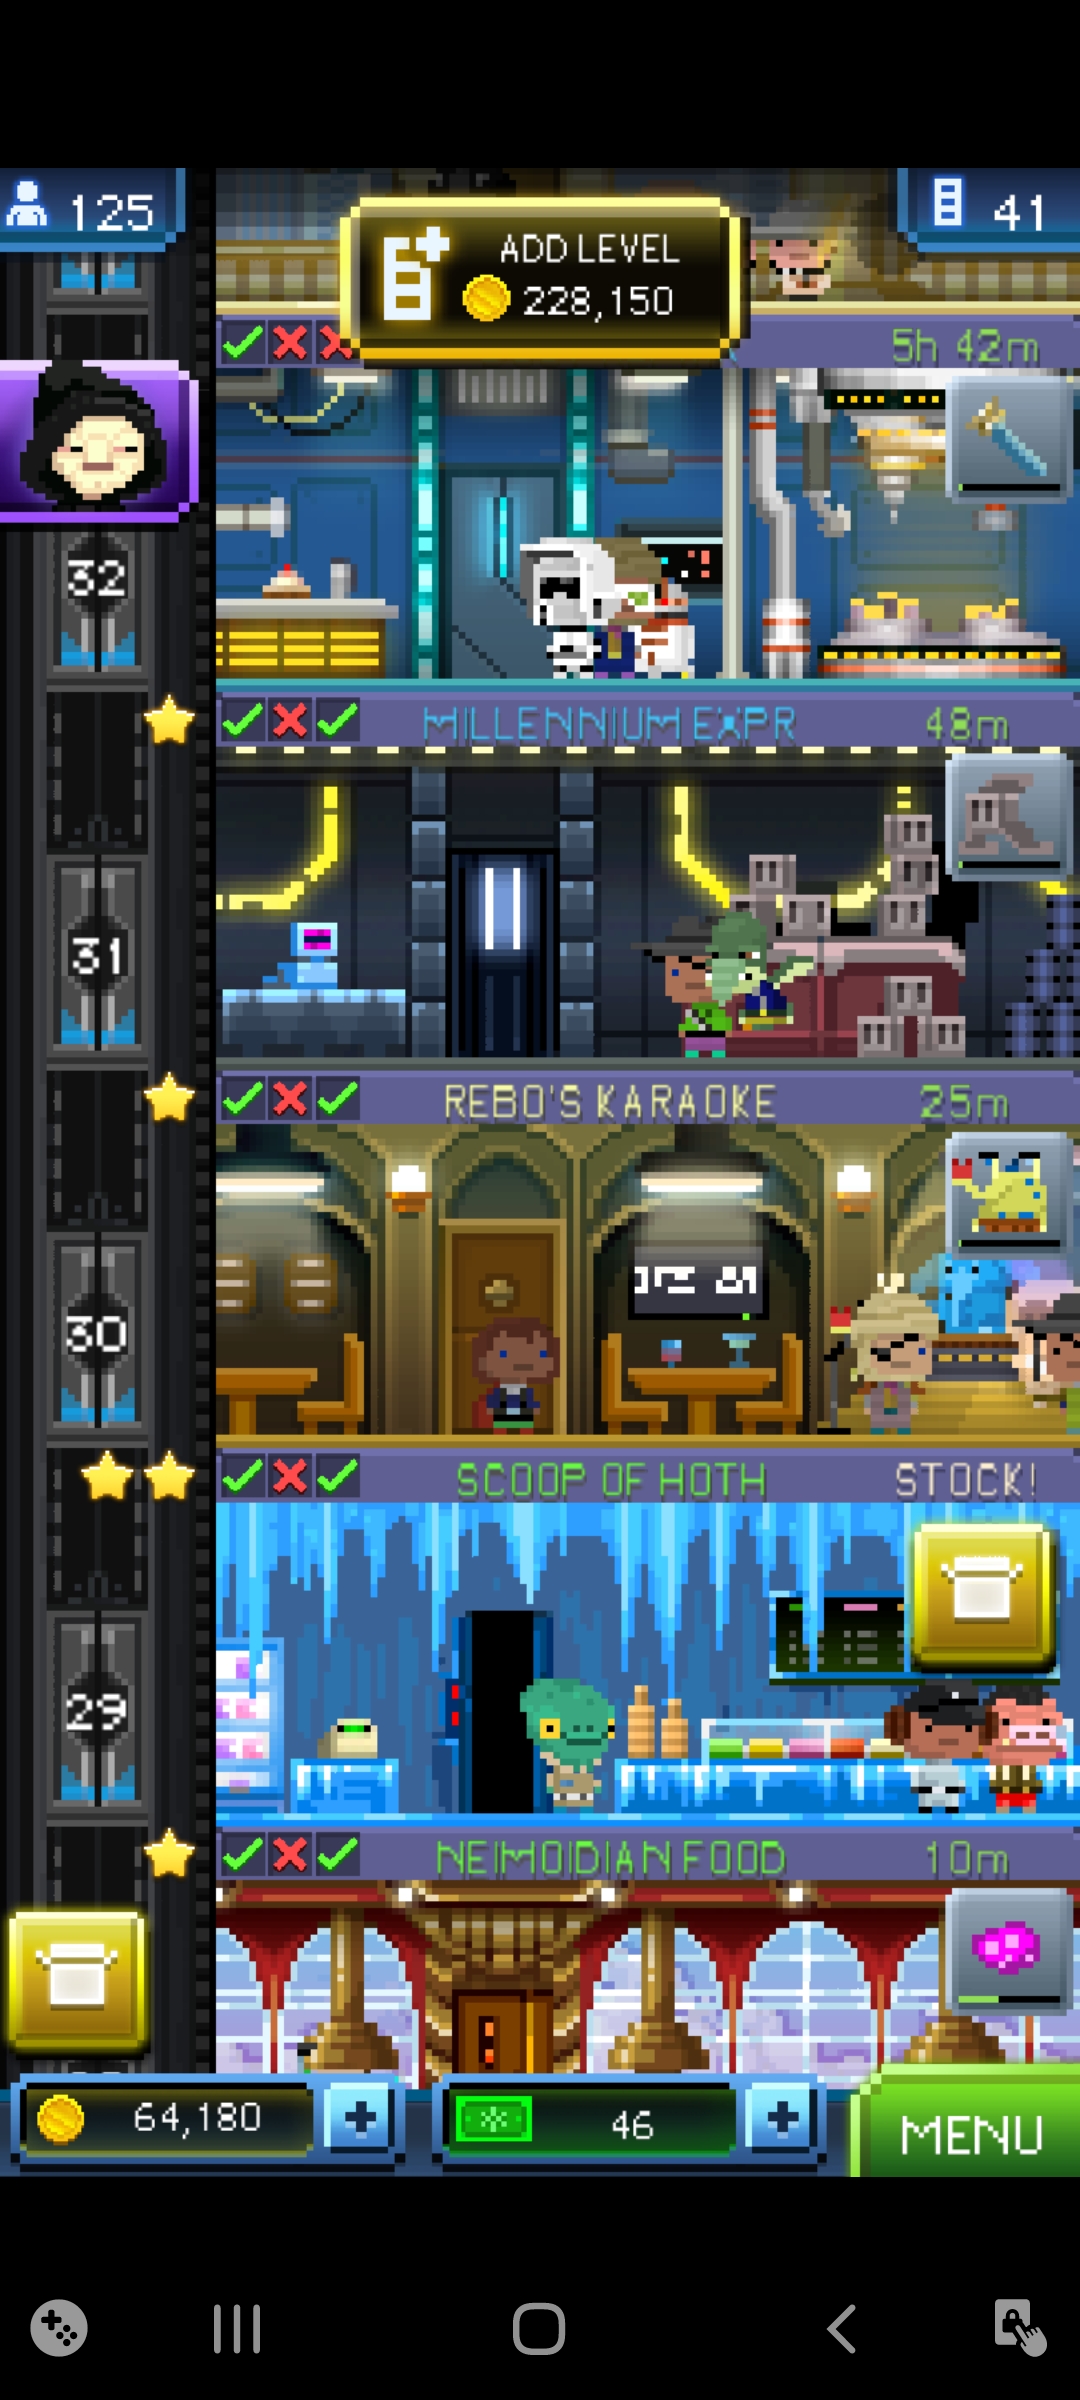 125
41
ADD LEVEL
228,150
5h 42m
32
MILLENNIUM EXPR
48m
31
REBO'S KARAOKE
25m
30
SCOOP OF HOTH
STOCK!
29
NEIMOIDIAN FOOD
10m
64,180
46
MENU